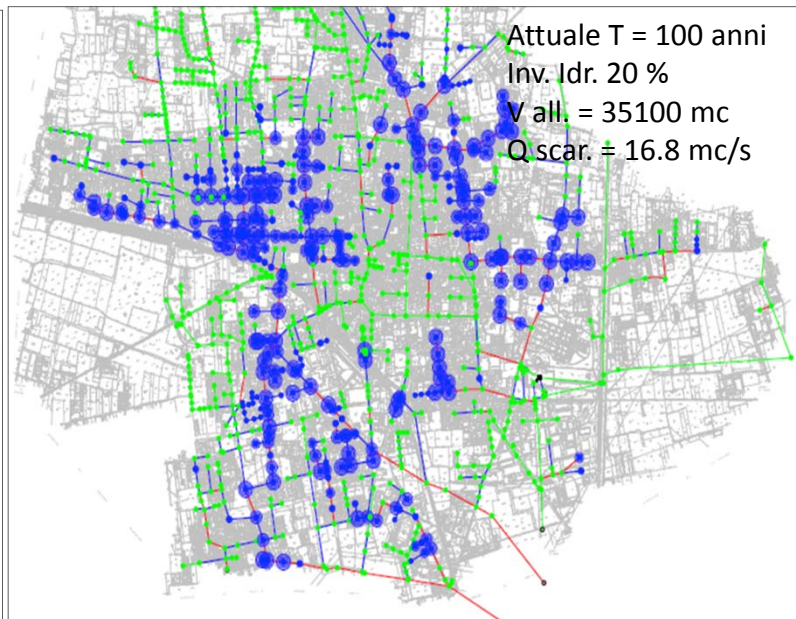 Attuale T = 100 anni
Inv. Idr. 20 %
V all. = 35100 mc
Q scar. = 16.8 mc/s